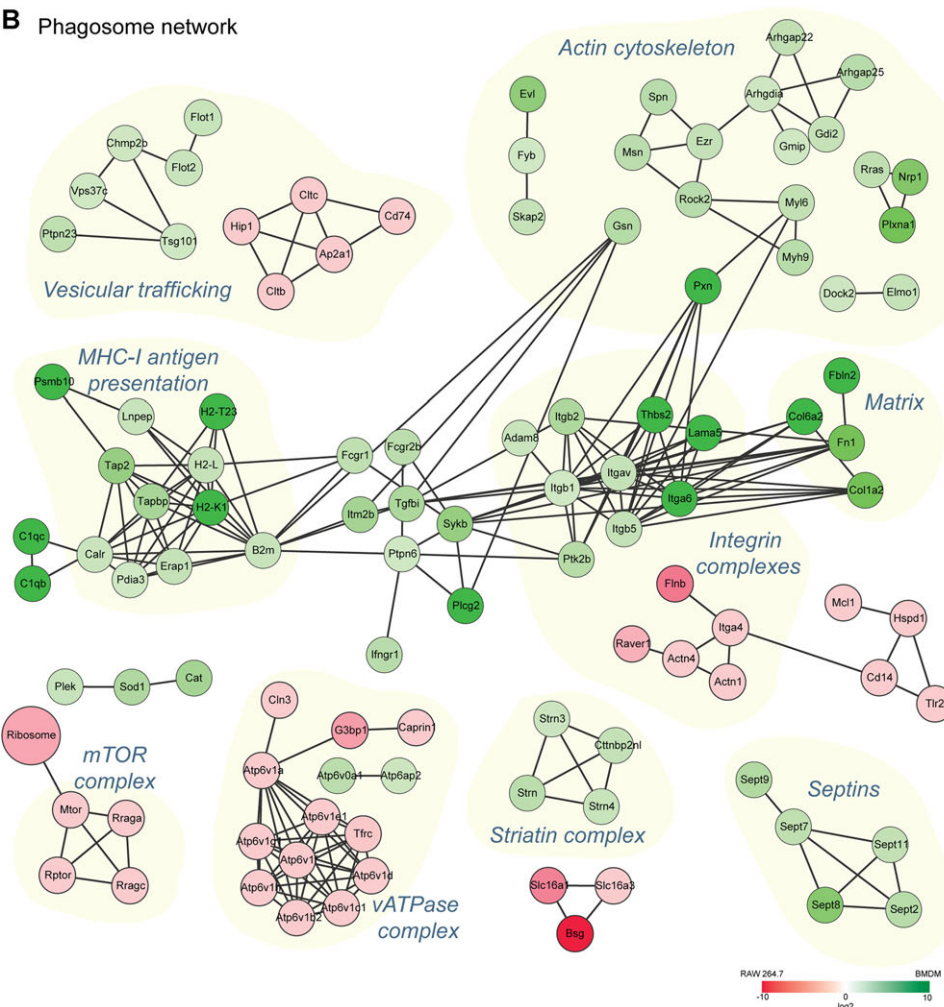 B Phagosome network
Actin cytoskeleton
Arhgap22
Arhgap25
Evl
Spn
Arhgdia
Flot1
Chmp2b
Fyb
Msn
Ezr
Gmip
Gdi2
Flot2
Rras
Nrp1
Vps37c
Cltc
Cd74
Skap2
Rock2
Myl6
Plxna1
Ptpn23
Tsg101
Hip1
Ap2a1
Gsn
Myh9
Cltb
Vesicular trafficking
Pxn
Dock2
Elmo1
MHC-I antigen
presentation
Psmb10
Lnpep
H2-T23
Fbln2
Matrix
Itgb2
Thbs2
Lama5
Col6a2
Fn1
Adam8
Fcgr1
Fcgr2b
Tap2
H2-L
Itgav
Itgb1
Itga6
Col1a2
Tapbp
H2-K1
Itm2b
Tgfbi
Sykb
Itgb5
C1qc
Calr
Erap1
B2m
Ptpn6
Ptk2b
Pdia3
C1qb
Integrin
complexes
Plcg2
Flnb
Mcl1
Hspd1
Itga4
Raver1
Actn4
Actn1
Cd14
Tlr2
Ifngr1
Plek
Sod1
Cat
Cln3
Ribosome
G3bp1
Caprin1
Strn3
Cttnbp2nl
mTOR
complex
Atp6v1a
Atp6v0a1
Atp6ap2
Sept9
Septins
Strn
Strn4
Mtor
Rraga
Atp6v1e1
Tfrc
Sept7
Sept11
Striatin complex
Atp6v1
Atp6v1d
Rptor
Rragc
Slc16a1
Slc16a3
Sept8
Sept2
Atp6v1b2
Atp6v1c1
vATPase
complex
Bsg
RAW 264.7
BMDM
-10
0
10
log2